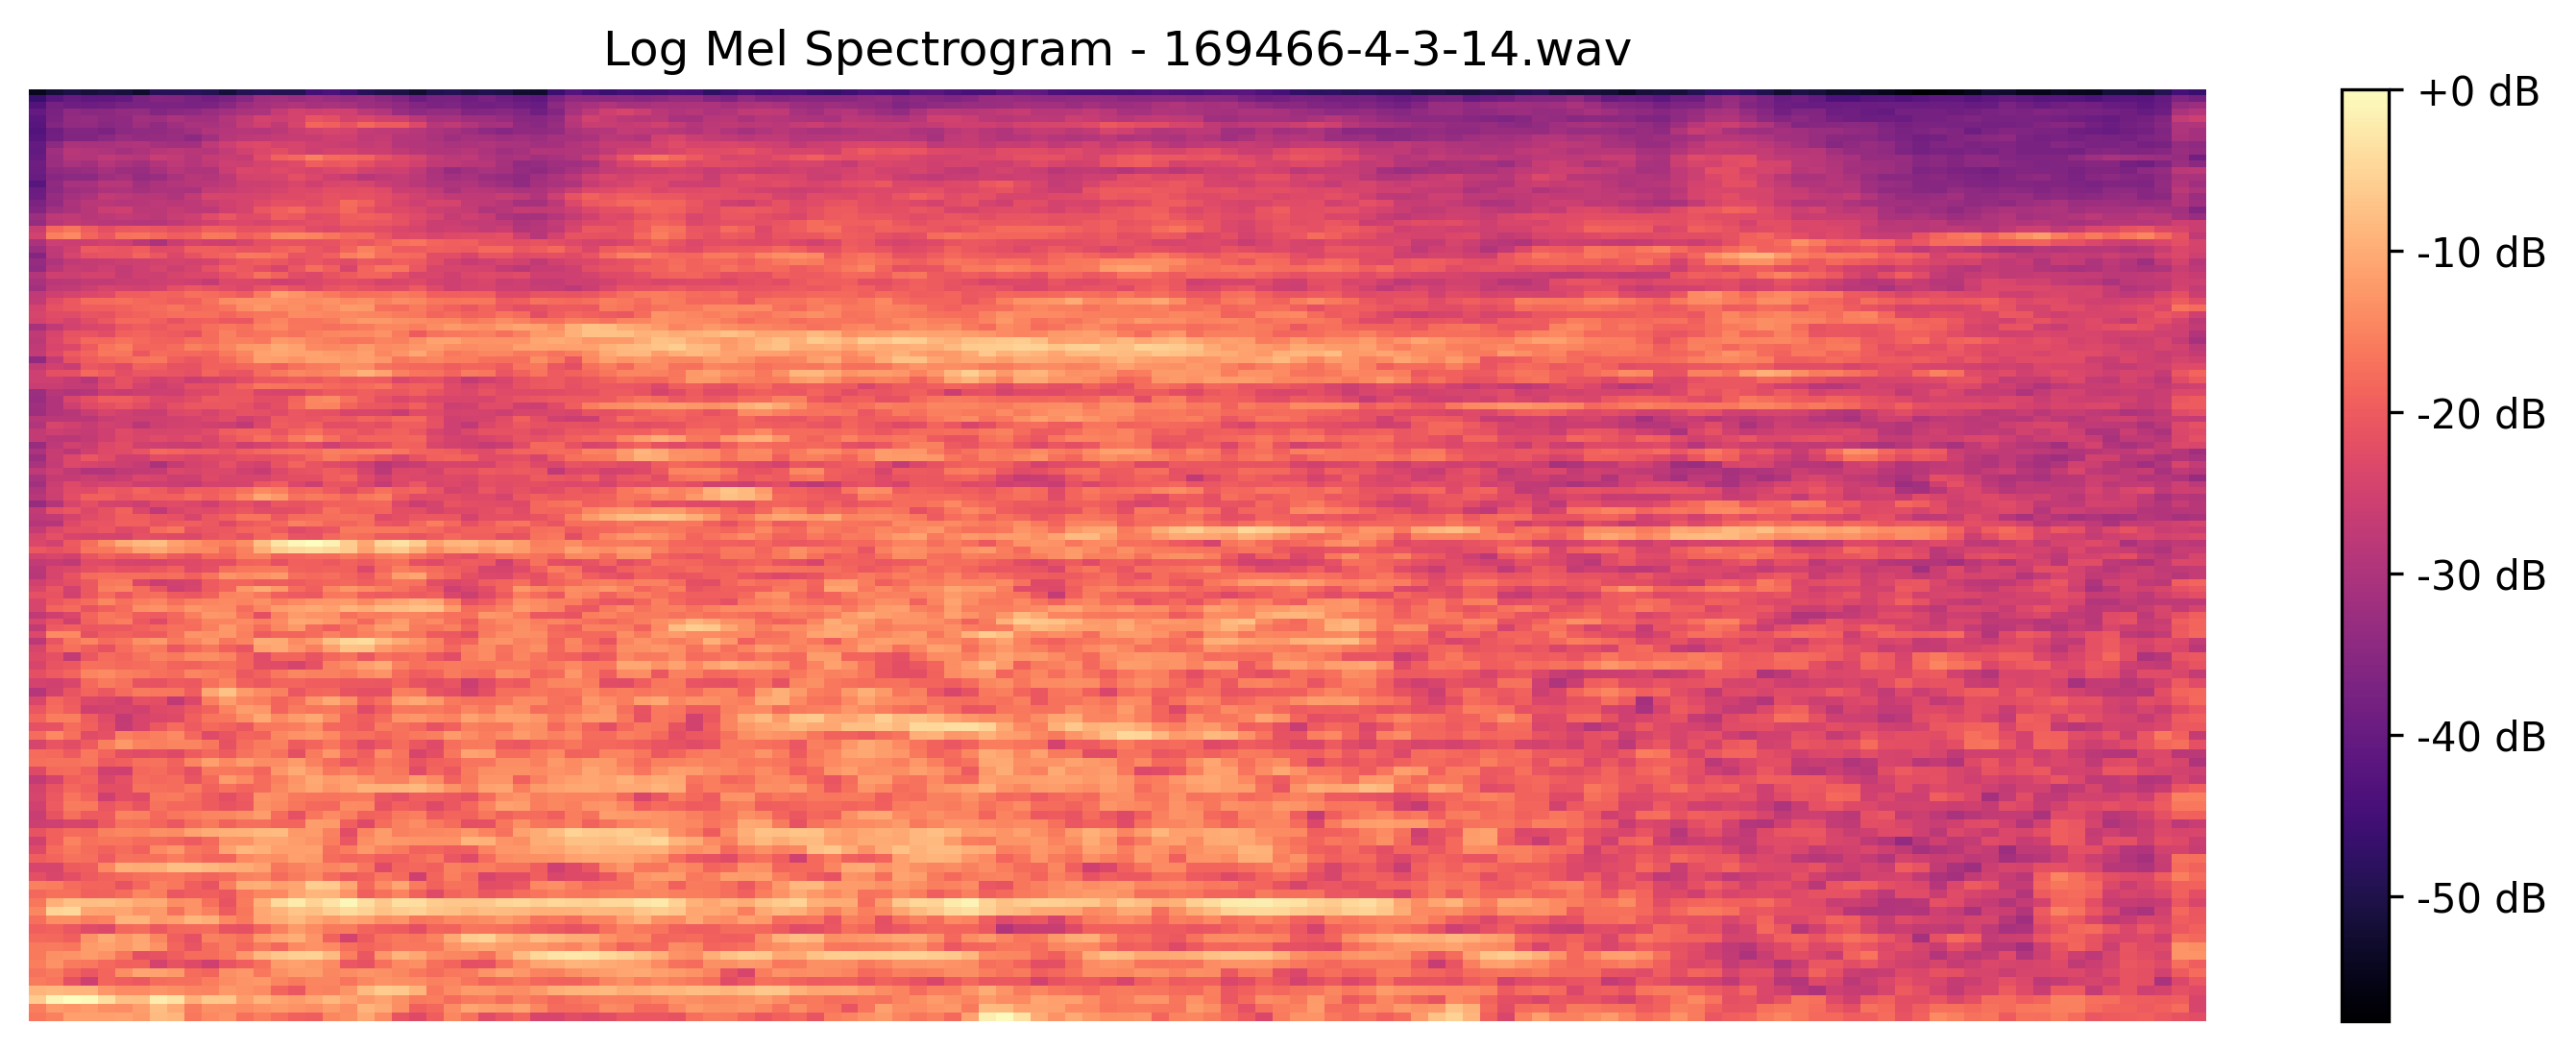 Log Mel Spectrogram - 169466-4-3-14.wav
+0 dB
-10 dB
-20 dB
-30 dB
-40 dB
-50 dB